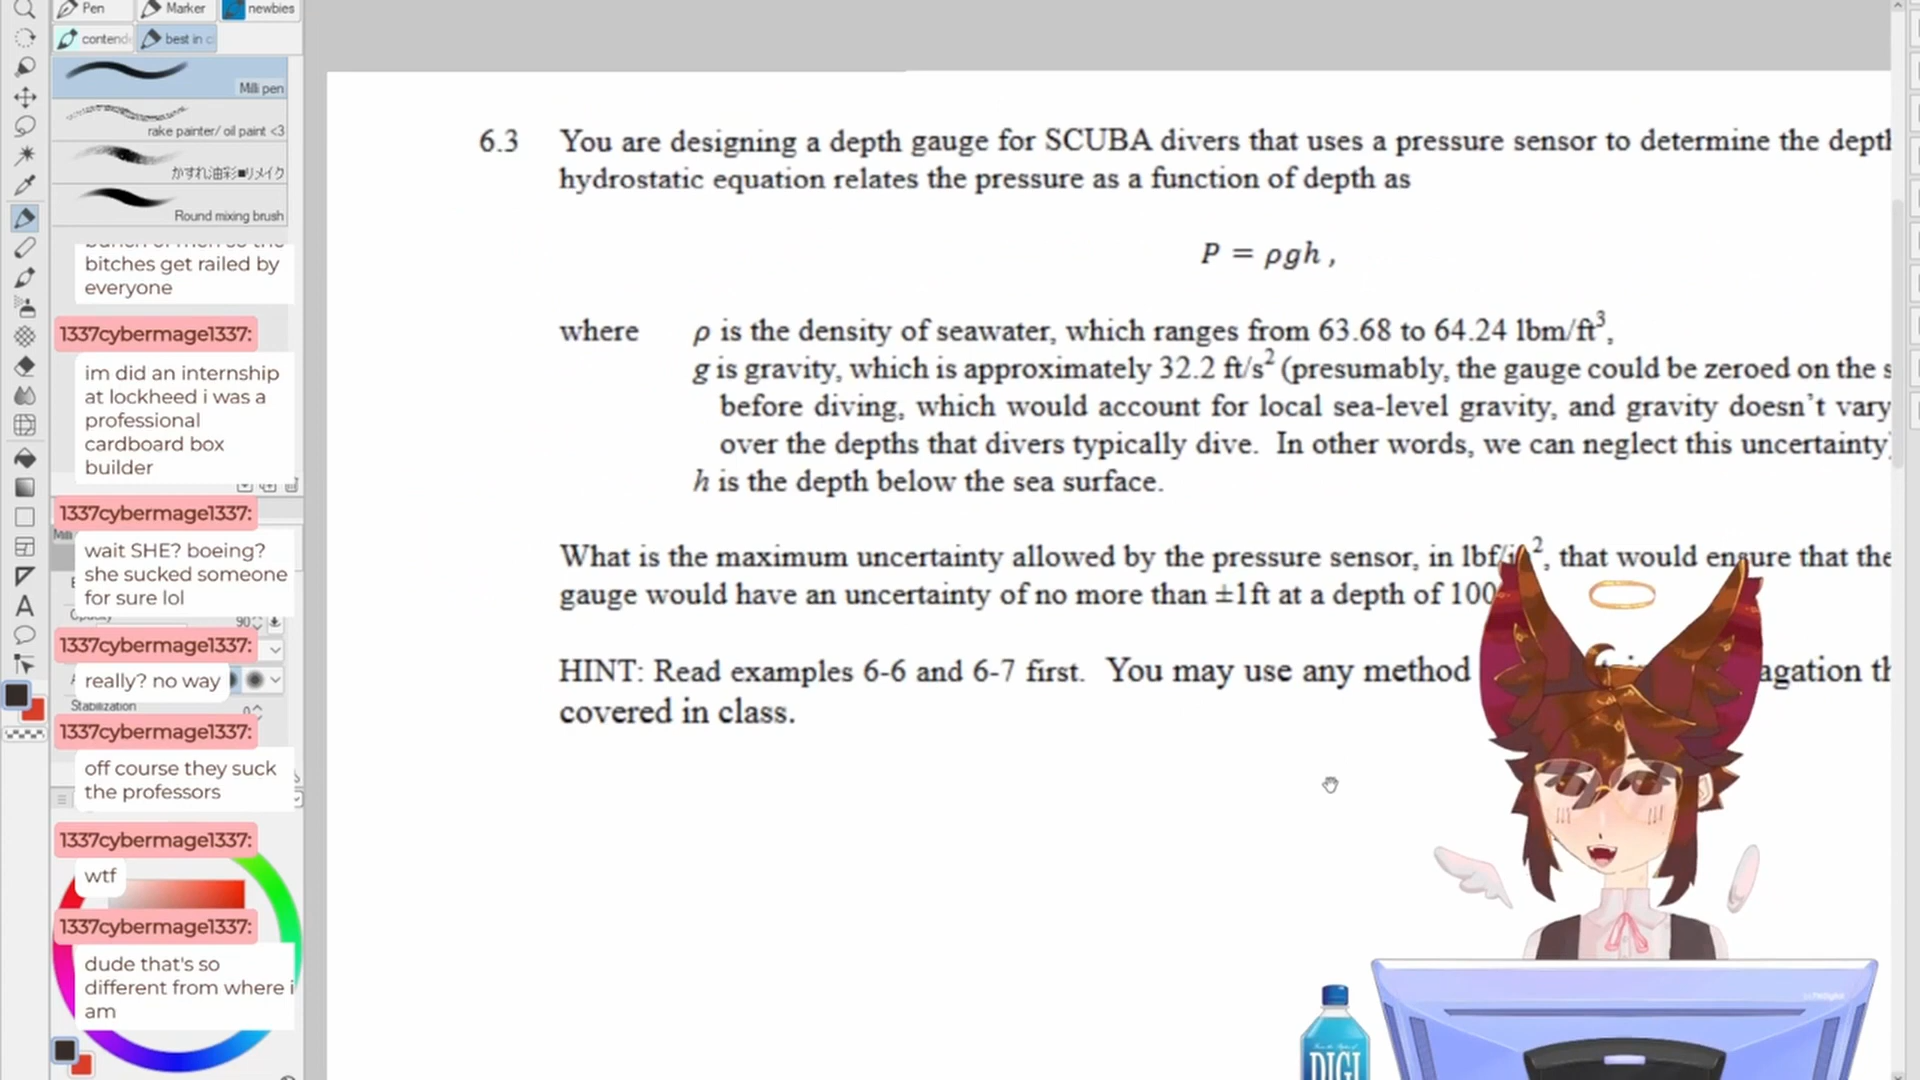 Pen
Marker
newbies
contend
best in c
Milli pen
rake painter/ oil paint <3
かすれ油彩■リメイク
Round mixing brush
bitches get railed by
everyone
1337cybermage1337:
im did an internship
at lockheed i was a
professional
cardboard box
builder
1337cybermage1337:
wait SHE? boeing?
she sucked someone
for sure lol
90
1337cybermage1337:
really? no way
Stabilization
1337cybermage1337:
off course they suck
the professors
1337cybermage1337:
wtf
1337cybermage1337:
dude that's so
different from where i
am
6.3 You are designing a depth gauge for SCUBA divers that uses a pressure sensor to determine the depth
hydrostatic equation relates the pressure as a function of depth as
P = ρgh ,
where ρ is the density of seawater, which ranges from 63.68 to 64.24 lbm/ft³,
g is gravity, which is approximately 32.2 ft/s² (presumably, the gauge could be zeroed on the s
before diving, which would account for local sea-level gravity, and gravity doesn't vary
over the depths that divers typically dive. In other words, we can neglect this uncertainty)
h is the depth below the sea surface.
What is the maximum uncertainty allowed by the pressure sensor, in lbf/in², that would ensure that the
gauge would have an uncertainty of no more than ±1ft at a depth of 100
HINT: Read examples 6-6 and 6-7 first. You may use any method agation th
covered in class.
DIGI